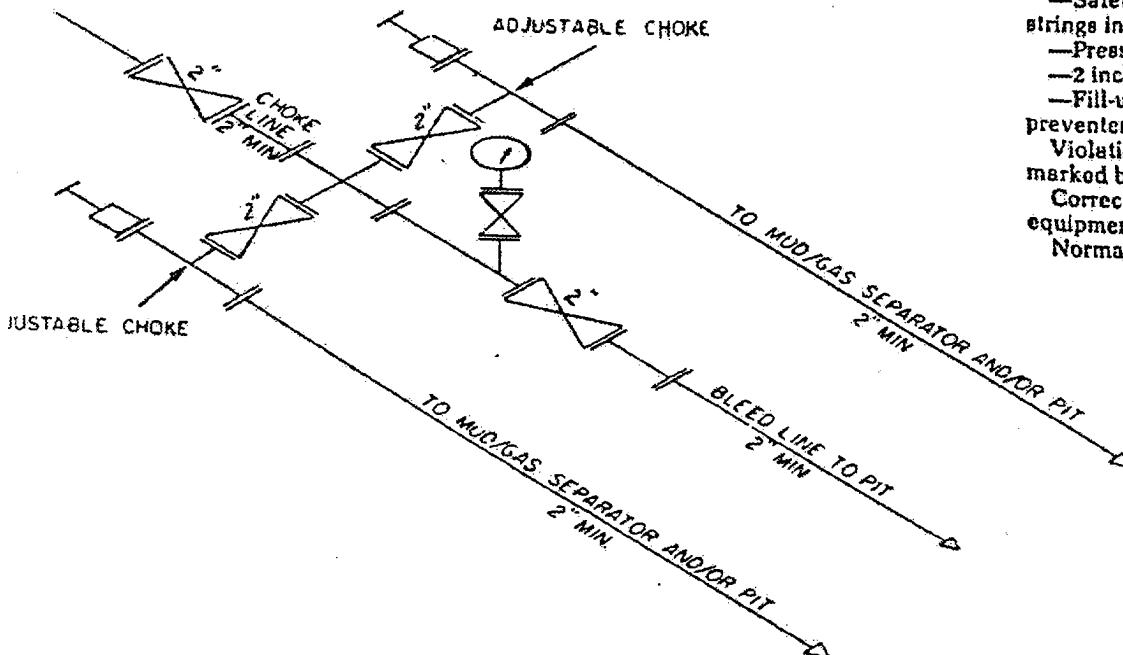 ADJUSTABLE CHOKE
2"
CHOKE
LINE
2" MIN
2"
2"
JUSTABLE CHOKE
2"
TO MUD/GAS SEPARATOR AND/OR PIT
2" MIN.
BLEED LINE TO PIT
2" MIN
TO MUD/GAS SEPARATOR AND/OR PIT
2" MIN.
strings in
—Press
—2 inc
—Fill-u
preventer
Violati
marked b
Correc
equipmen
Norma